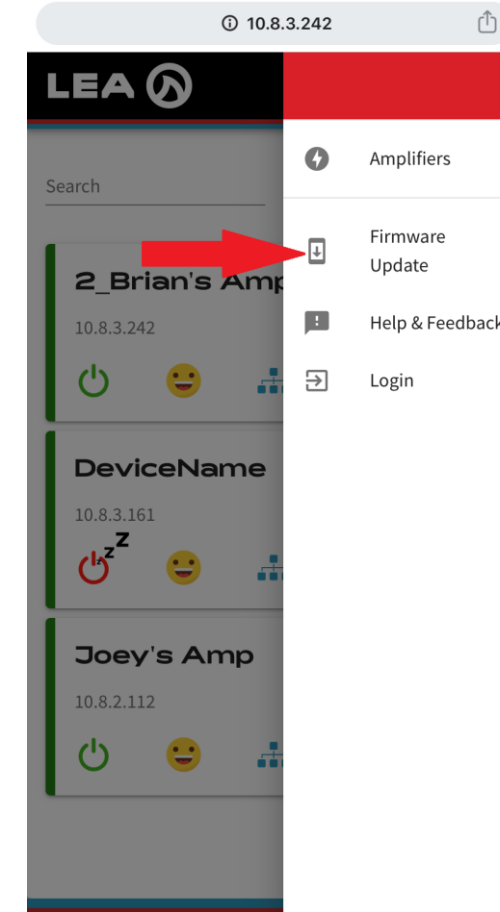 10.8.3.242
LEA
Search
2_Brian's Amp
10.8.3.242
DeviceName
10.8.3.161
z z Z
Joey's Amp
10.8.2.112
Amplifiers
Firmware
Update
Help & Feedback
Login